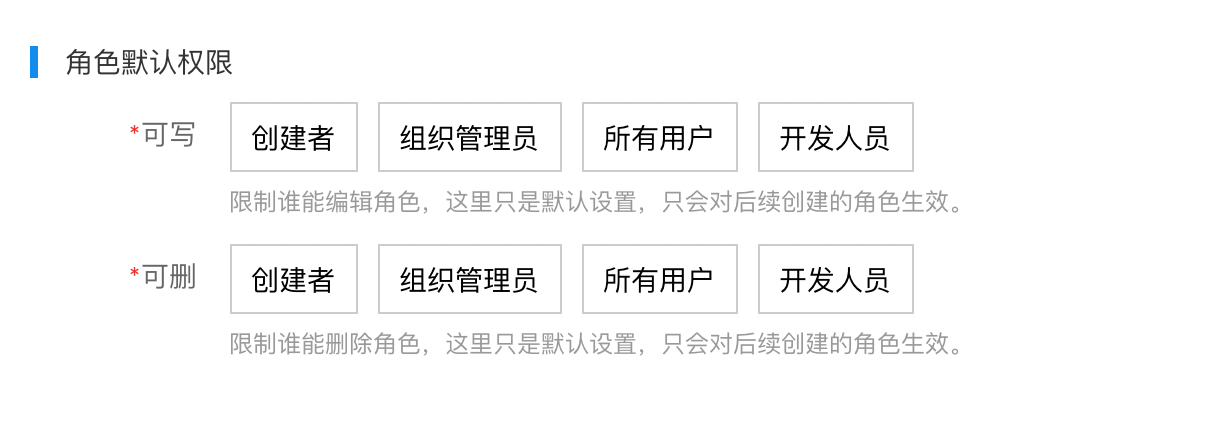 角色默认权限
*可写 创建者 组织管理员 所有用户 开发人员
限制谁能编辑角色，这里只是默认设置，只会对后续创建的角色生效。
*可删 创建者 组织管理员 所有用户 开发人员
限制谁能删除角色，这里只是默认设置，只会对后续创建的角色生效。